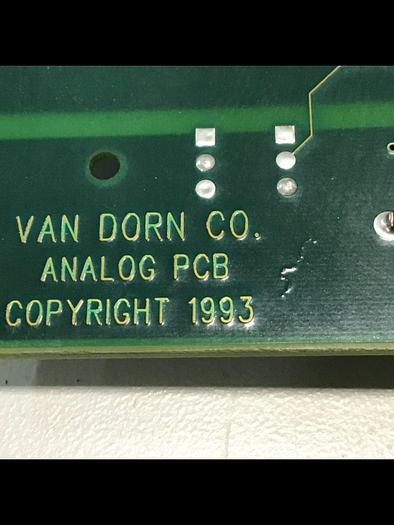 VAN DORN CO.
ANALOG PCB
COPYRIGHT 1993